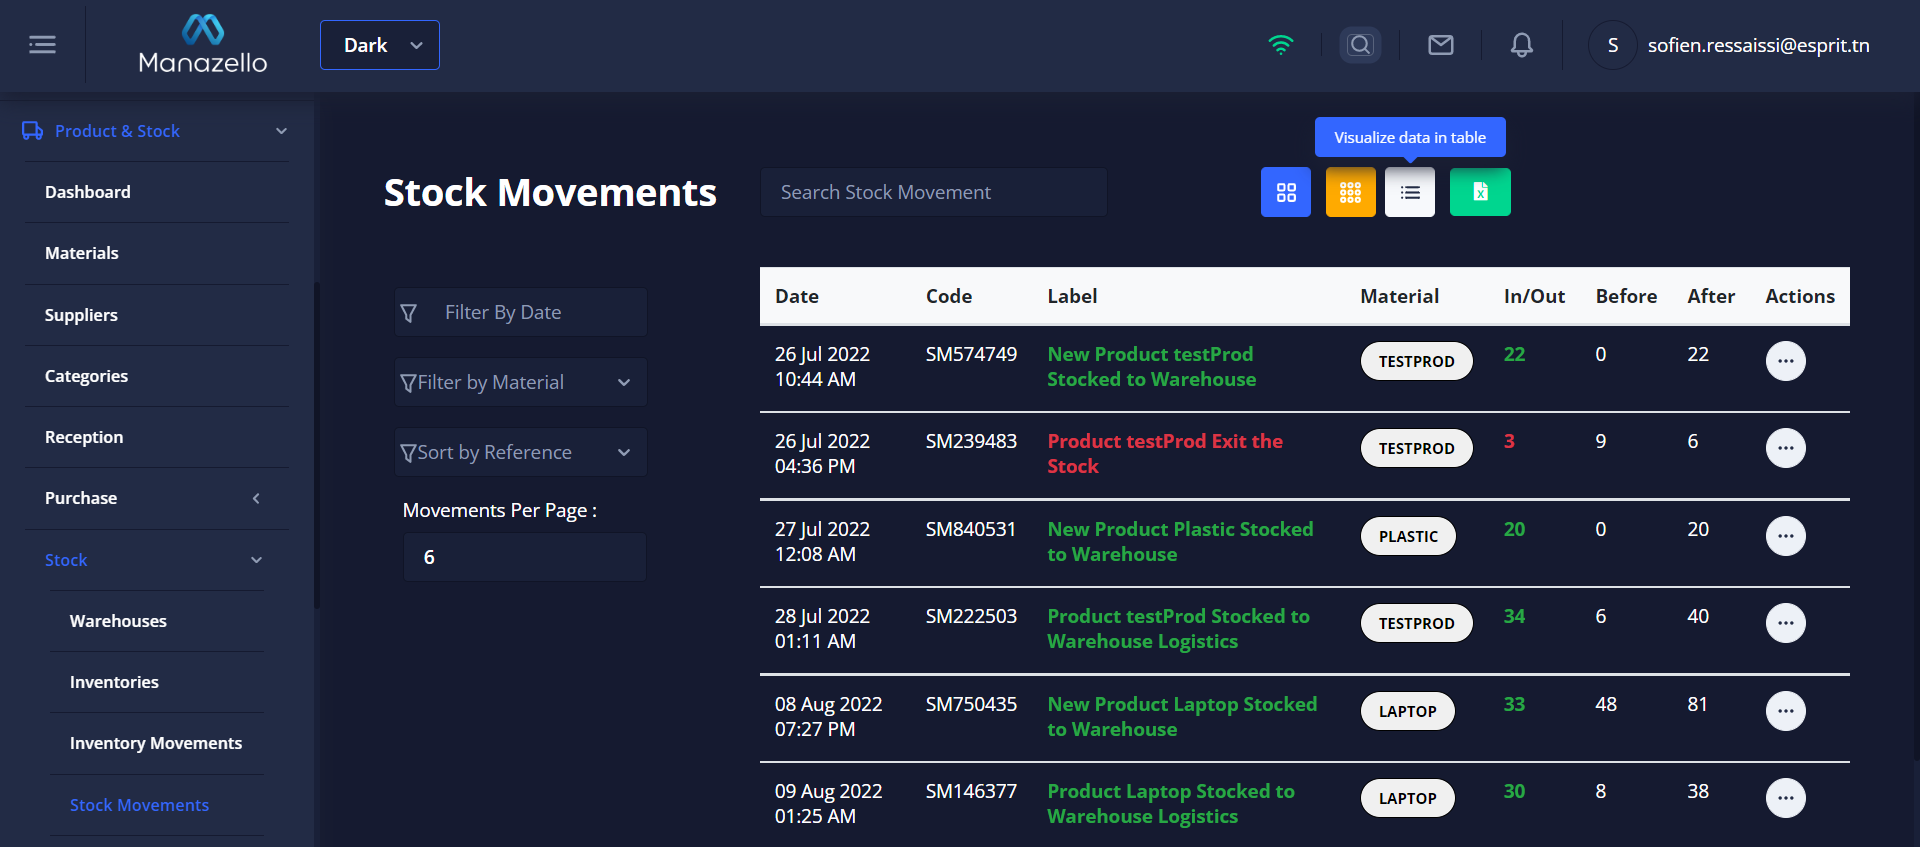 Manazello
Dark
S
sofien.ressaissi@esprit.tn
Product & Stock
Dashboard
Materials
Suppliers
Categories
Reception
Purchase
Stock
Warehouses
Inventories
Inventory Movements
Stock Movements
Stock Movements
Search Stock Movement
Visualize data in table
X
Filter By Date
Filter by Material
Sort by Reference
Movements Per Page :
6
Date Code Label Material In/Out Before After Actions
26 Jul 2022 SM574749 New Product testProd TESTPROD 22 0 22
10:44 AM Stocked to Warehouse
26 Jul 2022 SM239483 Product testProd Exit the TESTPROD 3 9 6
04:36 PM Stock
27 Jul 2022 SM840531 New Product Plastic Stocked PLASTIC 20 0 20
12:08 AM to Warehouse
28 Jul 2022 SM222503 Product testProd Stocked to TESTPROD 34 6 40
01:11 AM Warehouse Logistics
08 Aug 2022 SM750435 New Product Laptop Stocked LAPTOP 33 48 81
07:27 PM to Warehouse
09 Aug 2022 SM146377 Product Laptop Stocked to LAPTOP 30 8 38
01:25 AM Warehouse Logistics